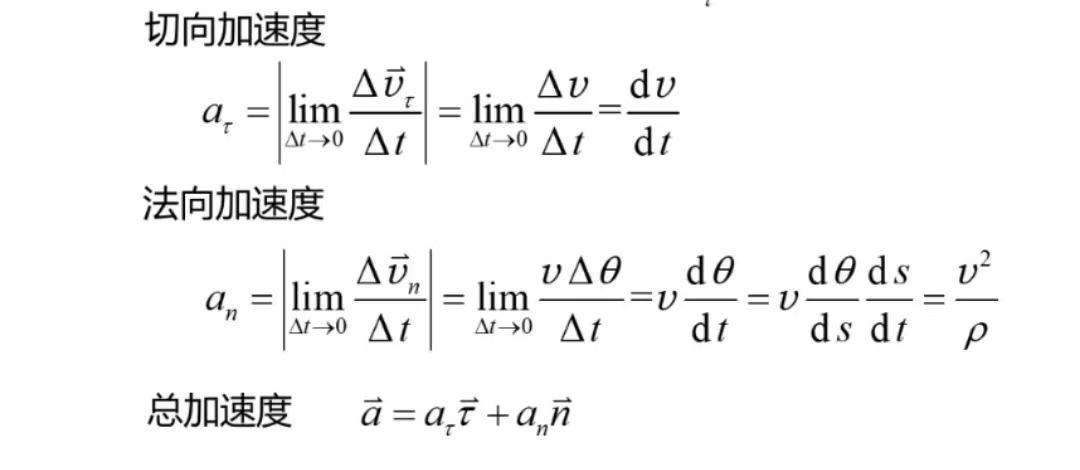 切向加速度
a_τ = |lim_{Δt→0} Δv⃗_τ / Δt| = lim_{Δt→0} Δv / Δt = dv / dt
法向加速度
a_n = |lim_{Δt→0} Δv⃗_n / Δt| = lim_{Δt→0} vΔθ / Δt = v dθ / dt = v dθ / ds ds / dt = v² / ρ
总加速度 a⃗ = a_τ τ⃗ + a_n n⃗